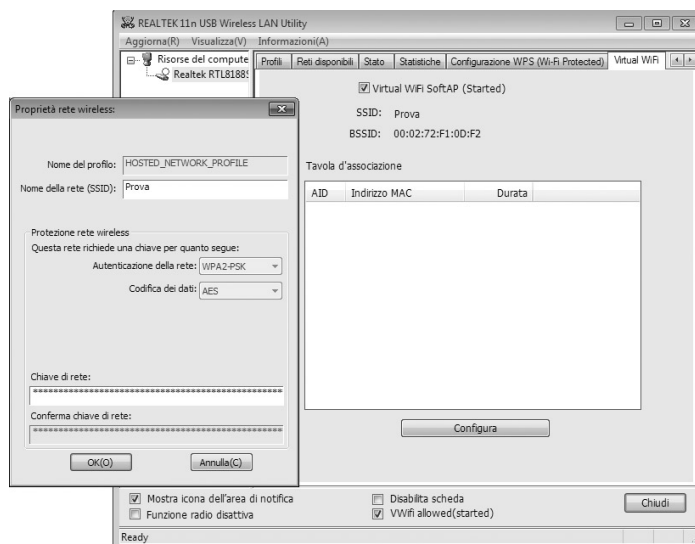 REALTEK 11n USB Wireless LAN Utility
Aggiorna(R) Visualizza(V) Informazioni(A)
Risorse del compute
Realtek RTL8188S
Profili Reti disponibili Stato Statistiche Configurazione WPS (Wi-Fi Protected) Virtual WiFi
Virtual WiFi SoftAP (Started)
SSID: Prova
BSSID: 00:02:72:F1:0D:F2
Tavola d'associazione
AID Indirizzo MAC Durata
Configura
Proprietà rete wireless:
Nome del profilo: HOSTED_NETWORK_PROFILE
Nome della rete (SSID): Prova
Protezione rete wireless
Questa rete richiede una chiave per quanto segue:
Autenticazione della rete: WPA2-PSK
Codifica dei dati: AES
Chiave di rete:
Conferma chiave di rete:
OK(O) Annulla(C)
Mostra icona dell'area di notifica Disabilita scheda
Funzione radio disattiva VWifi allowed(started)
Chiudi
Ready